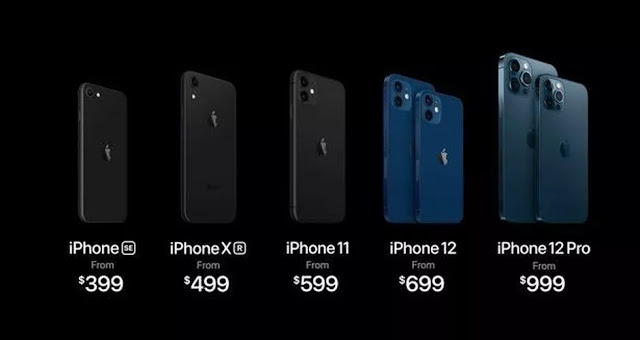 iPhone SE
From
$399
iPhone XR
From
$499
iPhone 11
From
$599
iPhone 12
From
$699
iPhone 12 Pro
From
$999